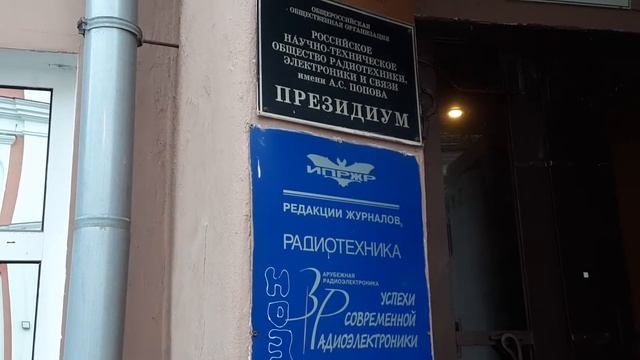 ОБЩЕРОССИЙСКАЯ
ОБЩЕСТВЕННАЯ ОРГАНИЗАЦИЯ
РОССИЙСКОЕ
НАУЧНО-ТЕХНИЧЕСКОЕ
ОБЩЕСТВО РАДИОТЕХНИКИ,
ЭЛЕКТРОНИКИ И СВЯЗИ
имени А.С. ПОПОВА
ПРЕЗИДИУМ
ИПРЖР
РЕДАКЦИИ ЖУРНАЛОВ,
РАДИОТЕХНИКА
ЗАРУБЕЖНАЯ
РАДИОЭЛЕКТРОНИКА
ЗР
УСПЕХИ
СОВРЕМЕННОЙ
РАДИОЭЛЕКТРОНИКИ